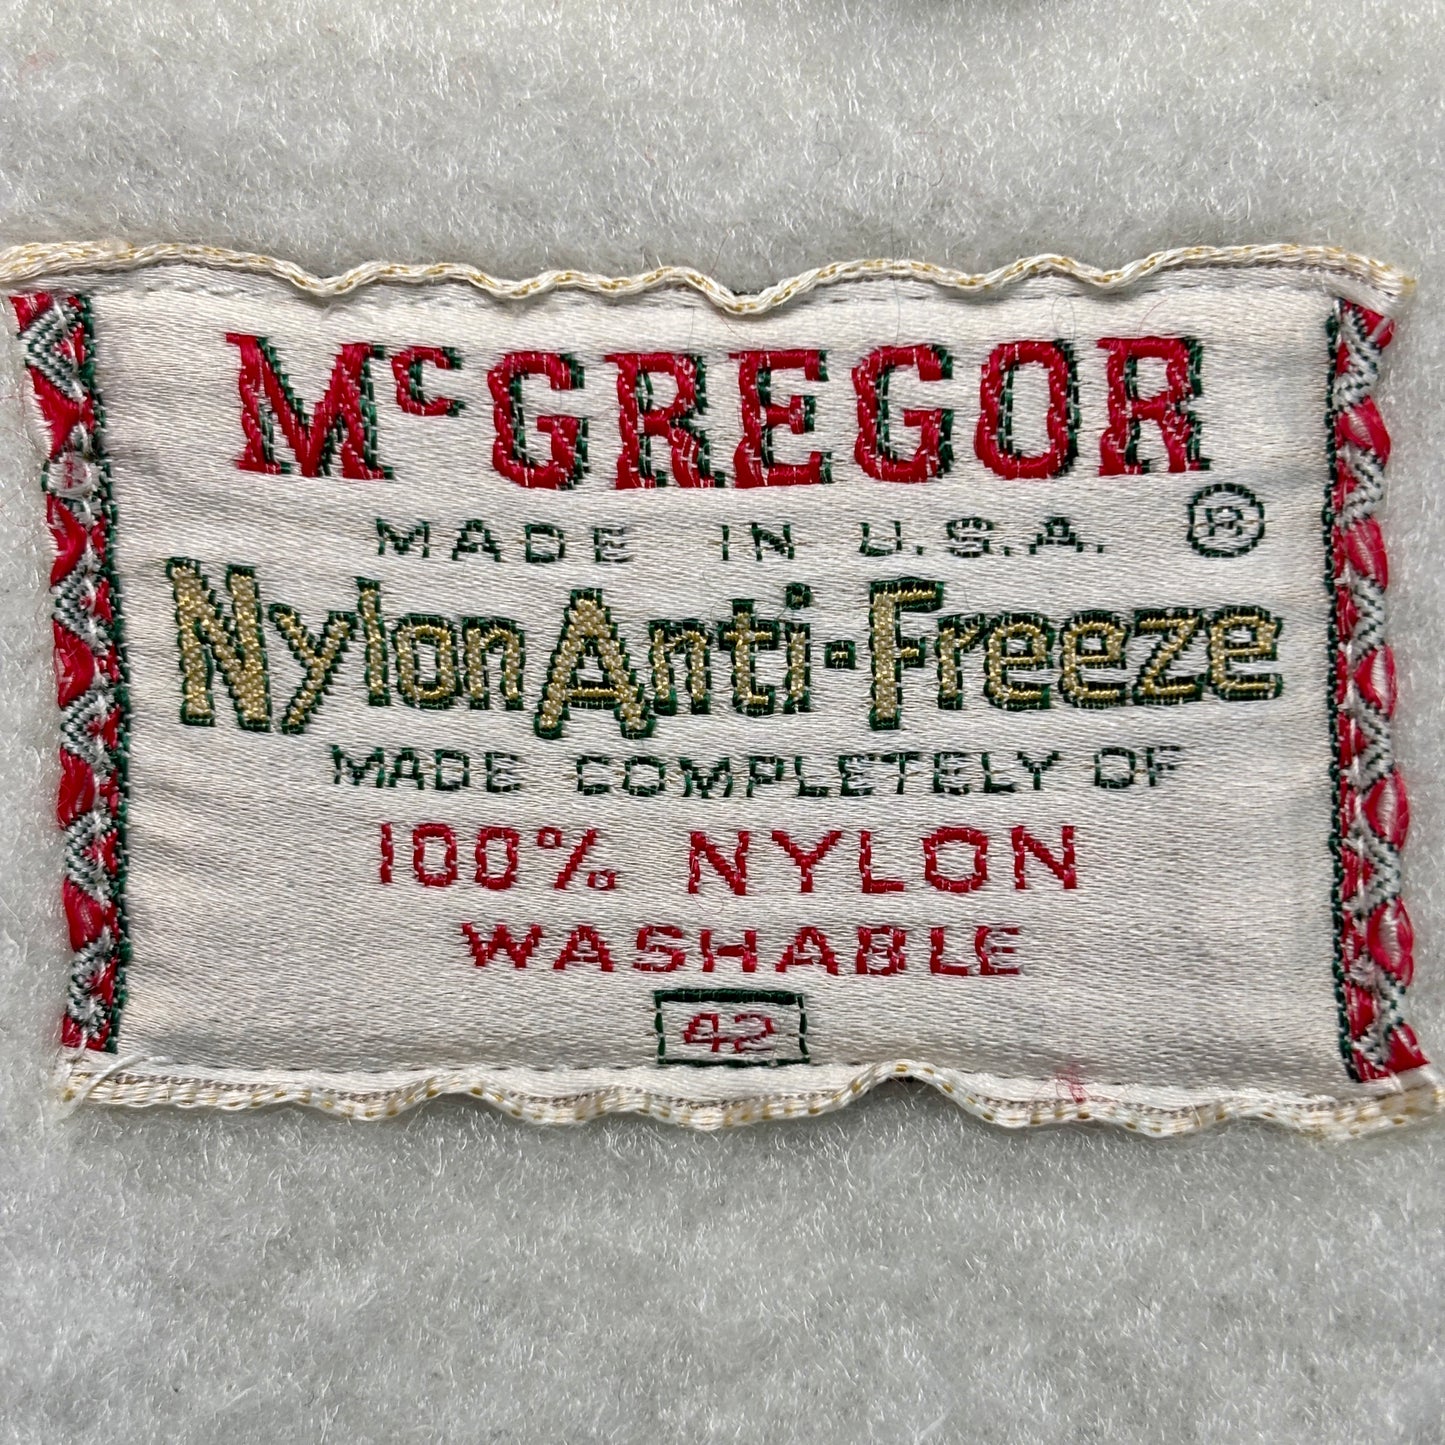 McGREGOR
MADE IN U.S.A. ®
Nylon Anti-Freeze
MADE COMPLETELY OF
100% NYLON
WASHABLE
42